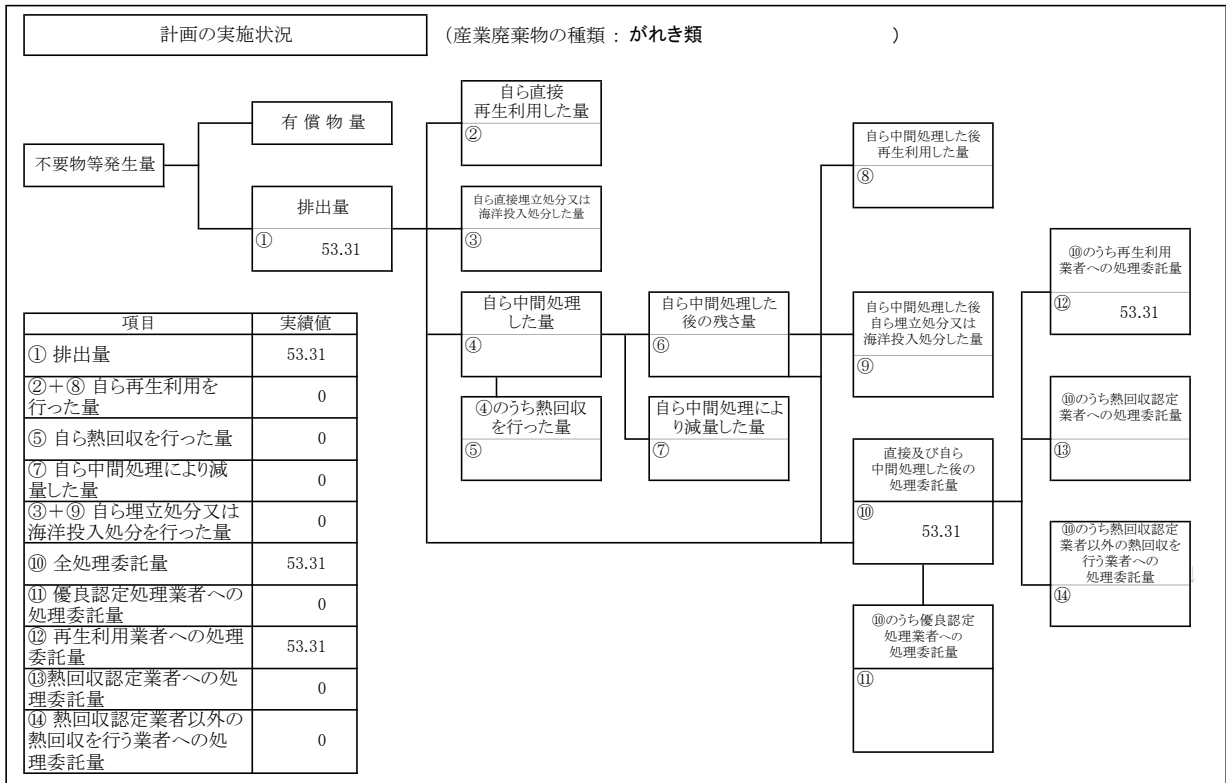 計画の実施状況
(産業廃棄物の種類 : がれき類 )
自ら直接
再生利用した量
②
有 償 物 量
不要物等発生量
排出量
① 53.31
自ら直接埋立処分又は
海洋投入処分した量
③
自ら中間処理した後
再生利用した量
⑧
⑩のうち再生利用
業者への処理委託量
⑫ 53.31
自ら中間処理
した量
④
自ら中間処理した
後の残さ量
⑥
自ら中間処理した後
自ら埋立処分又は
海洋投入処分した量
⑨
④のうち熱回収
を行った量
⑤
自ら中間処理によ
り減量した量
⑦
⑩のうち熱回収認定
業者への処理委託量
⑬
直接及び自ら
中間処理した後の
処理委託量
⑩
53.31
⑩のうち熱回収認定
業者以外の熱回収を
行う業者への
処理委託量
⑭
↓
⑩のうち優良認定
処理業者への
処理委託量
⑪
項目 実績値
① 排出量 53.31
②+⑧ 自ら再生利用を
行った量 0
⑤ 自ら熱回収を行った量 0
⑦ 自ら中間処理により減
量した量 0
③+⑨ 自ら埋立処分又は
海洋投入処分を行った量 0
⑩ 全処理委託量 53.31
⑪ 優良認定処理業者への
処理委託量 0
⑫ 再生利用業者への処理
委託量 53.31
⑬熱回収認定業者への処
理委託量 0
⑭ 熱回収認定業者以外の
熱回収を行う業者への処
理委託量 0